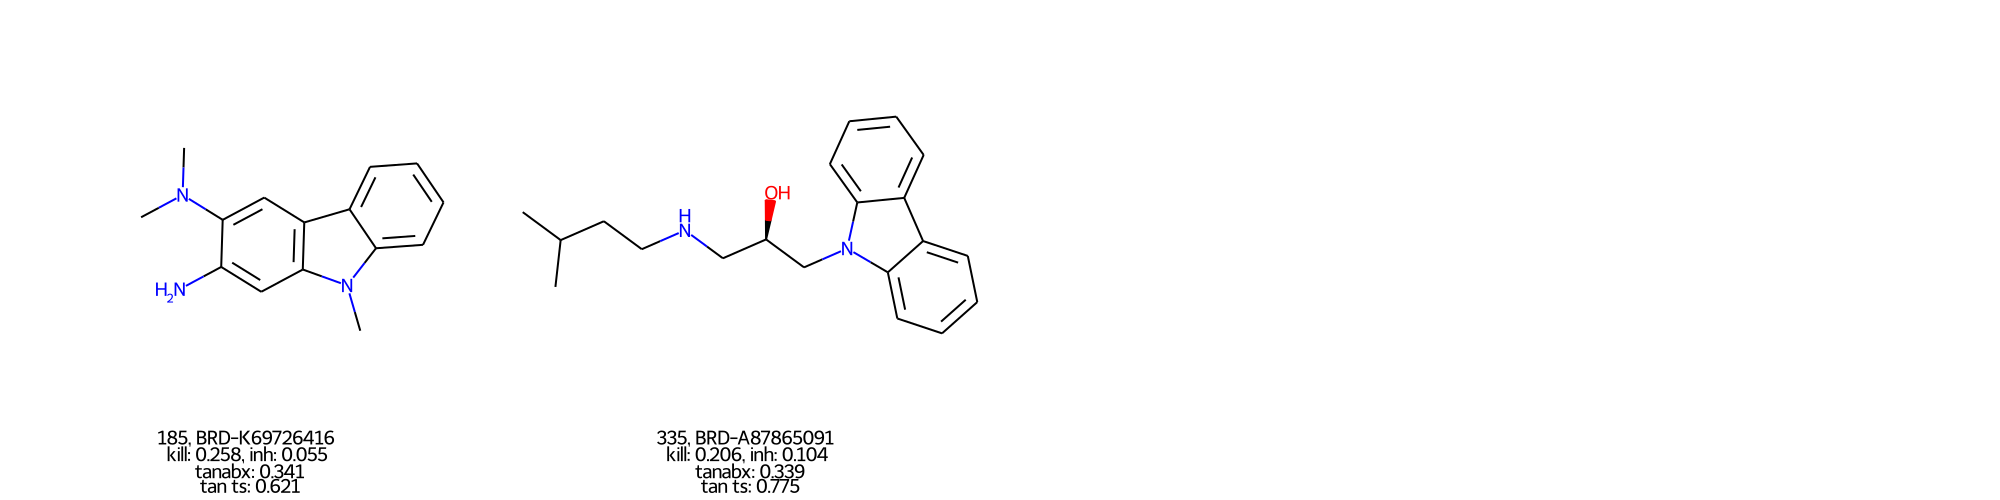 N
H₂N
N
H
N
OH
N
185, BRD-K69726416
kill: 0.258, inh: 0.055
tanabx: 0.341
tan ts: 0.621
335, BRD-A87865091
kill: 0.206, inh: 0.104
tanabx: 0.339
tan ts: 0.775